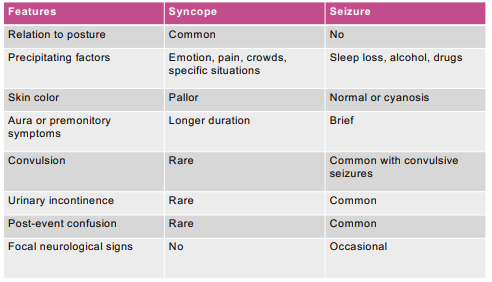 Features Syncope Seizure
Relation to posture Common No
Precipitating factors Emotion, pain, crowds, Sleep loss, alcohol, drugs
specific situations
Skin color Pallor Normal or cyanosis
Aura or premonitory Longer duration Brief
symptoms
Convulsion Rare Common with convulsive
seizures
Urinary incontinence Rare Common
Post-event confusion Rare Common
Focal neurological signs No Occasional